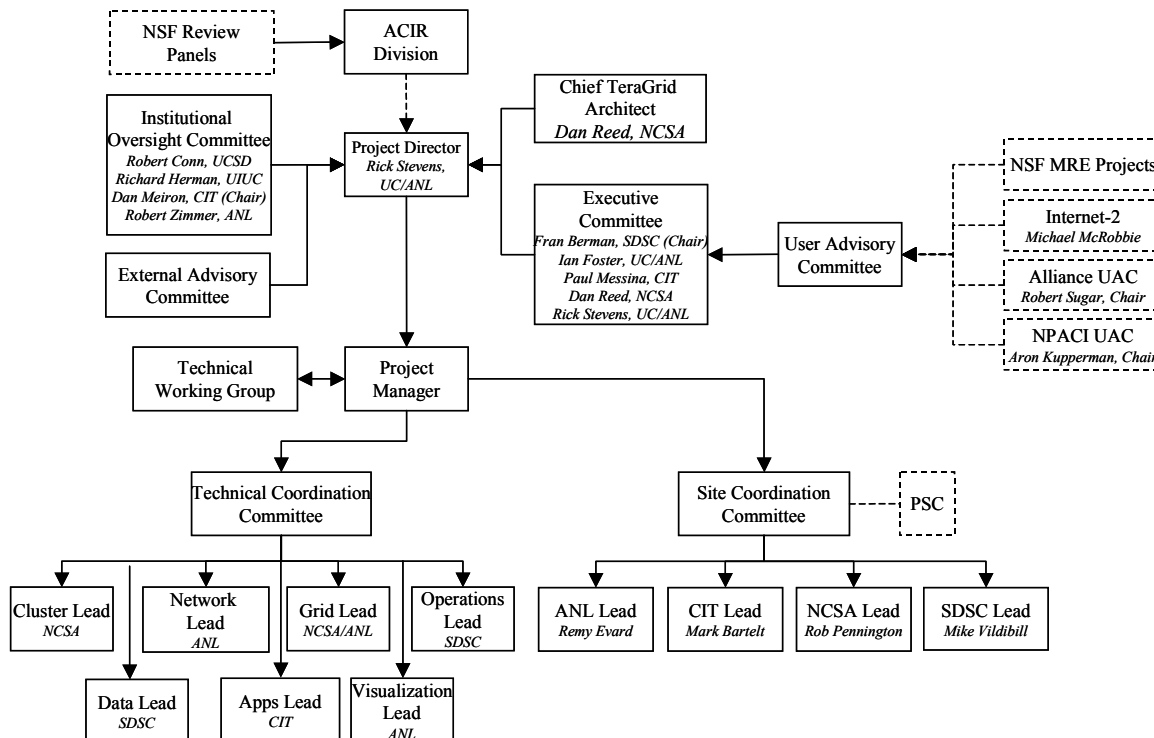 NSF Review
Panels
ACIR
Division
Institutional
Oversight Committee
Robert Conn, UCSD
Richard Herman, UIUC
Dan Meiron, CIT (Chair)
Robert Zimmer, ANL
External Advisory
Committee
Project Director
Rick Stevens,
UC/ANL
Chief TeraGrid
Architect
Dan Reed, NCSA
Executive
Committee
Fran Berman, SDSC (Chair)
Ian Foster, UC/ANL
Paul Messina, CIT
Dan Reed, NCSA
Rick Stevens, UC/ANL
User Advisory
Committee
NSF MRE Projects
Internet-2
Michael McRobbie
Alliance UAC
Robert Sugar, Chair
NPACI UAC
Aron Kupperman, Chair
Technical
Working Group
Project
Manager
Technical Coordination
Committee
Site Coordination
Committee
PSC
Cluster Lead
NCSA
Network
Lead
ANL
Grid Lead
NCSA/ANL
Operations
Lead
SDSC
Data Lead
SDSC
Apps Lead
CIT
Visualization
Lead
ANL
ANL Lead
Remy Evard
CIT Lead
Mark Bartelt
NCSA Lead
Rob Pennington
SDSC Lead
Mike Vildibill